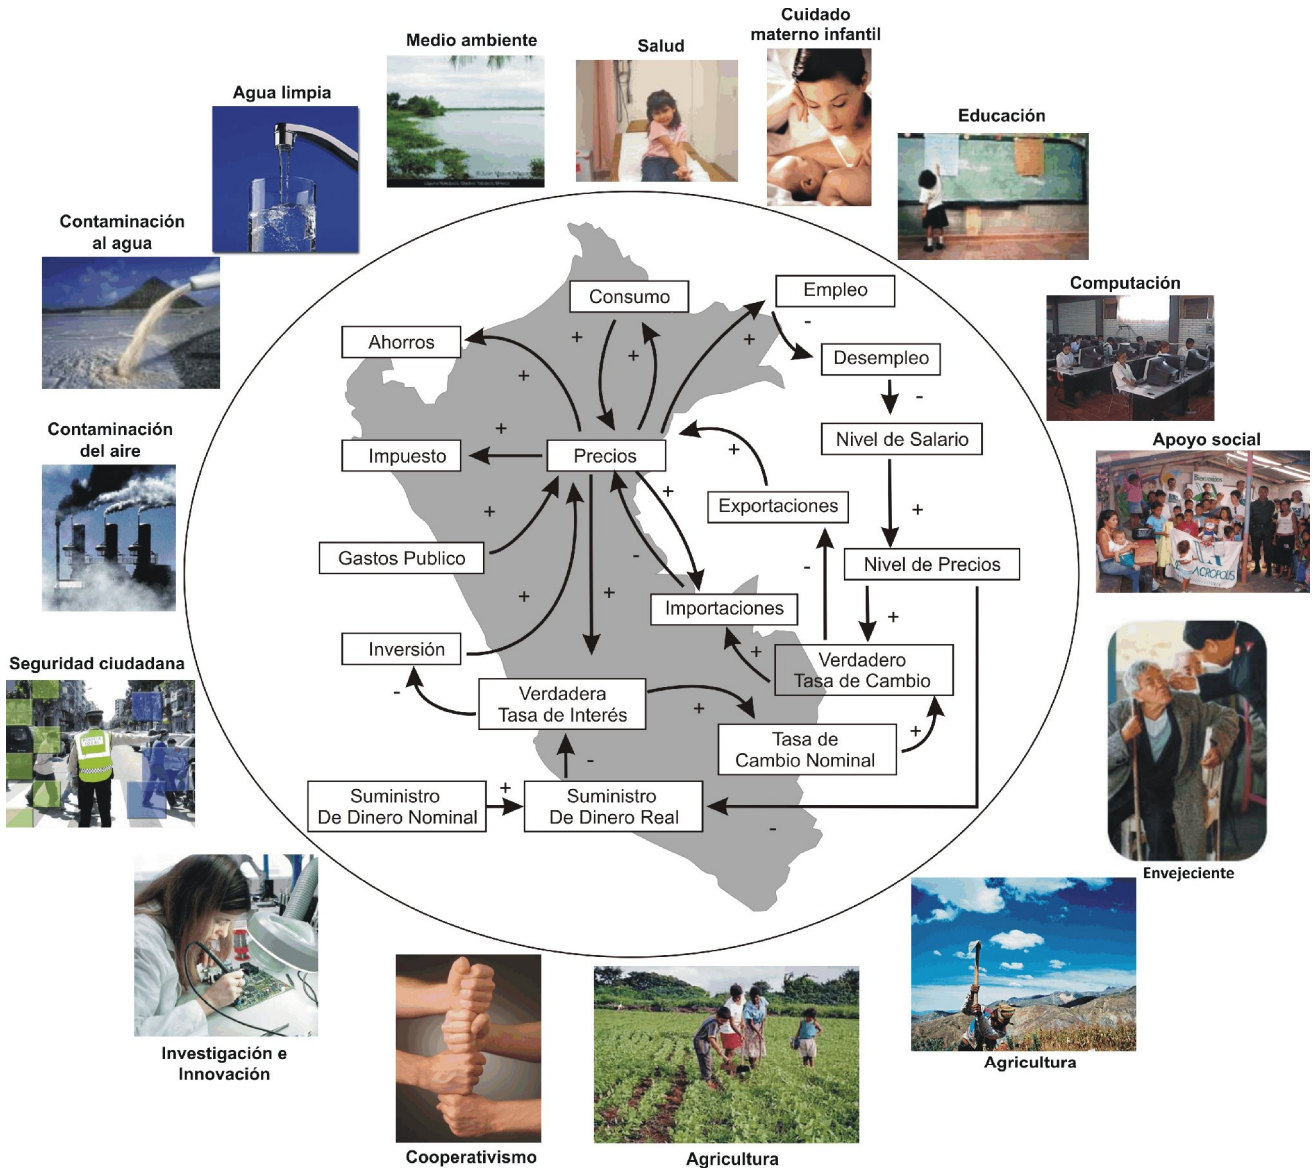 Cuidado
materno infantil
Medio ambiente
Salud
Agua limpia
Educación
Contaminación
al agua
Computación
Consumo
Empleo
Ahorros
Desempleo
+
+
+
-
+
-
Contaminación
del aire
Impuesto
+
Precios
Nivel de Salario
Apoyo social
+
+
Exportaciones
+
+
Gastos Publico
-
Nivel de Precios
-
+
+
Importaciones
+
Seguridad ciudadana
Inversión
+
Verdadero
Tasa de Cambio
-
Verdadera
Tasa de Interés
+
Tasa de
Cambio Nominal
+
-
Suministro
De Dinero Nominal
+
Suministro
De Dinero Real
-
BIENVENIDOS
ACROPOLIS
Envejeciente
Investigación e
Innovación
Agricultura
Cooperativismo
Agricultura